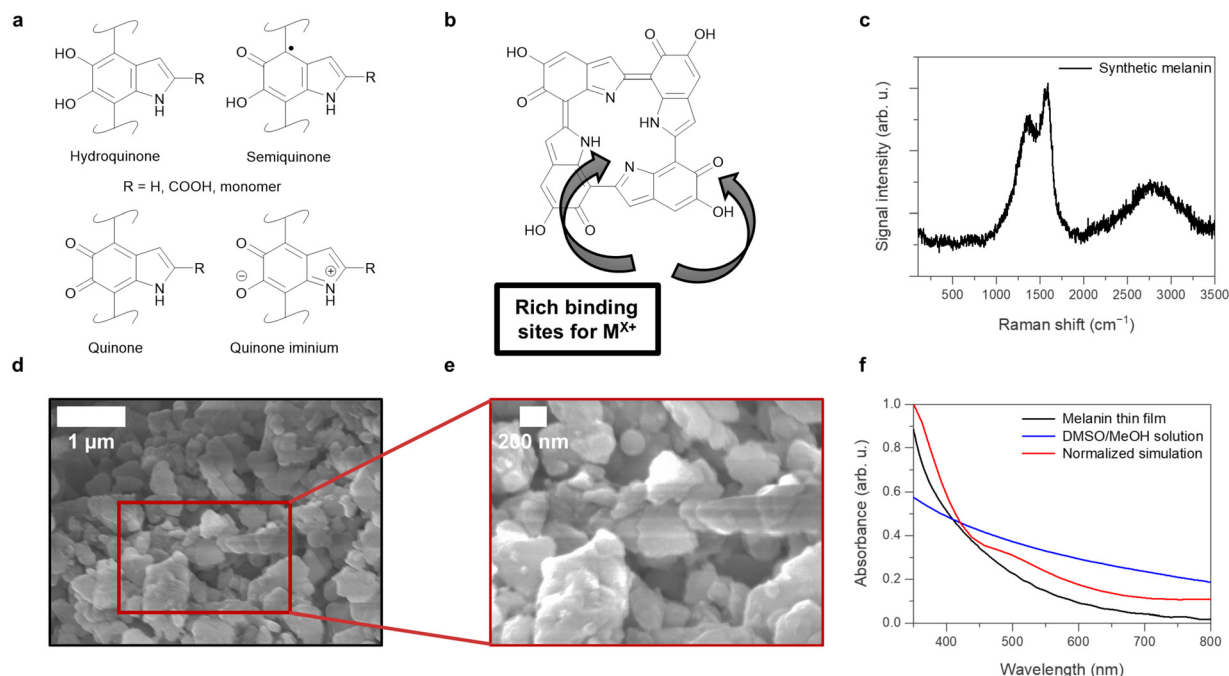 a
HO
HO
R
N
H
Hydroquinone
O
HO
•
R
N
H
Semiquinone
R = H, COOH, monomer
O
O
R
N
H
Quinone
O
⊖
O
⊕
R
N
H
Quinone iminium
b
HO
O
O
N
O
OH
HN
NH
N
O
OH
O
HO
Rich binding
sites for M^X+
c
Synthetic melanin
Signal intensity (arb. u.)
500 1000 1500 2000 2500 3000 3500
Raman shift (cm⁻¹)
d
1 µm
e
200 nm
f
Melanin thin film
DMSO/MeOH solution
Normalized simulation
Absorbance (arb. u.)
1.0
0.8
0.6
0.4
0.2
0.0
400 500 600 700 800
Wavelength (nm)